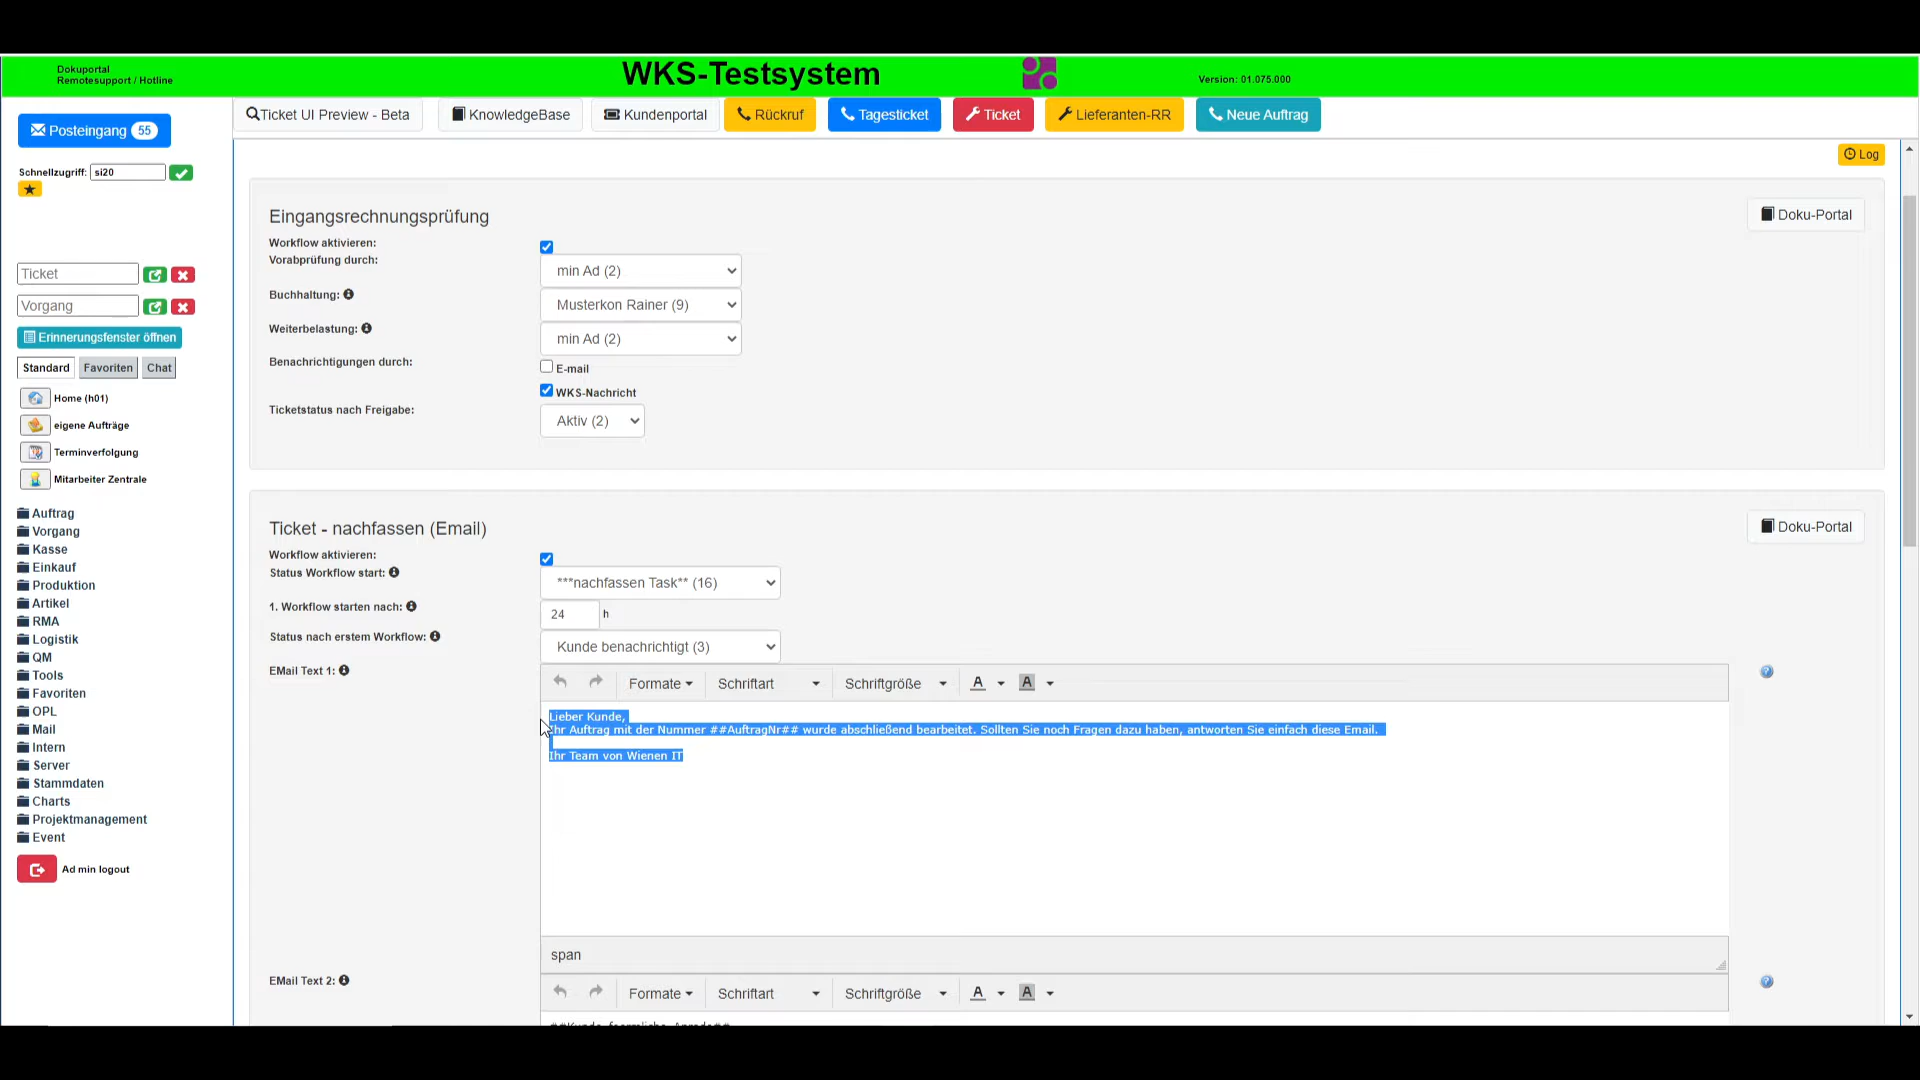 Dokuportal
Remotesupport / Hotline
WKS-Testsystem
Version: 01.075.000
Posteingang 55
Ticket UI Preview - Beta
KnowledgeBase
Kundenportal
Rückruf
Tagesticket
Ticket
Lieferanten-RR
Neue Auftrag
Schnellzugriff: si20
Log
Ticket
Vorgang
Erinnerungsfenster öffnen
Standard
Favoriten
Chat
Home (h01)
eigene Aufträge
Terminverfolgung
Mitarbeiter Zentrale
Auftrag
Vorgang
Kasse
Einkauf
Produktion
Artikel
RMA
Logistik
QM
Tools
Favoriten
OPL
Mail
Intern
Server
Stammdaten
Charts
Projektmanagement
Event
Ad min logout
Eingangsrechnungsprüfung
Doku-Portal
Workflow aktivieren:
Vorabprüfung durch:
min Ad (2)
Buchhaltung:
Musterkon Rainer (9)
Weiterbelastung:
min Ad (2)
Benachrichtigungen durch:
E-mail
WKS-Nachricht
Ticketstatus nach Freigabe:
Aktiv (2)
Ticket - nachfassen (Email)
Doku-Portal
Workflow aktivieren:
Status Workflow start:
***nachfassen Task** (16)
1. Workflow starten nach:
24 h
Status nach erstem Workflow:
Kunde benachrichtigt (3)
EMail Text 1:
Formate
Schriftart
Schriftgröße
A
A
Lieber Kunde,
Ihr Auftrag mit der Nummer ##AuftragNr## wurde abschließend bearbeitet. Sollten Sie noch Fragen dazu haben, antworten Sie einfach diese Email.
Ihr Team von Wienen IT
span
EMail Text 2:
Formate
Schriftart
Schriftgröße
A
A